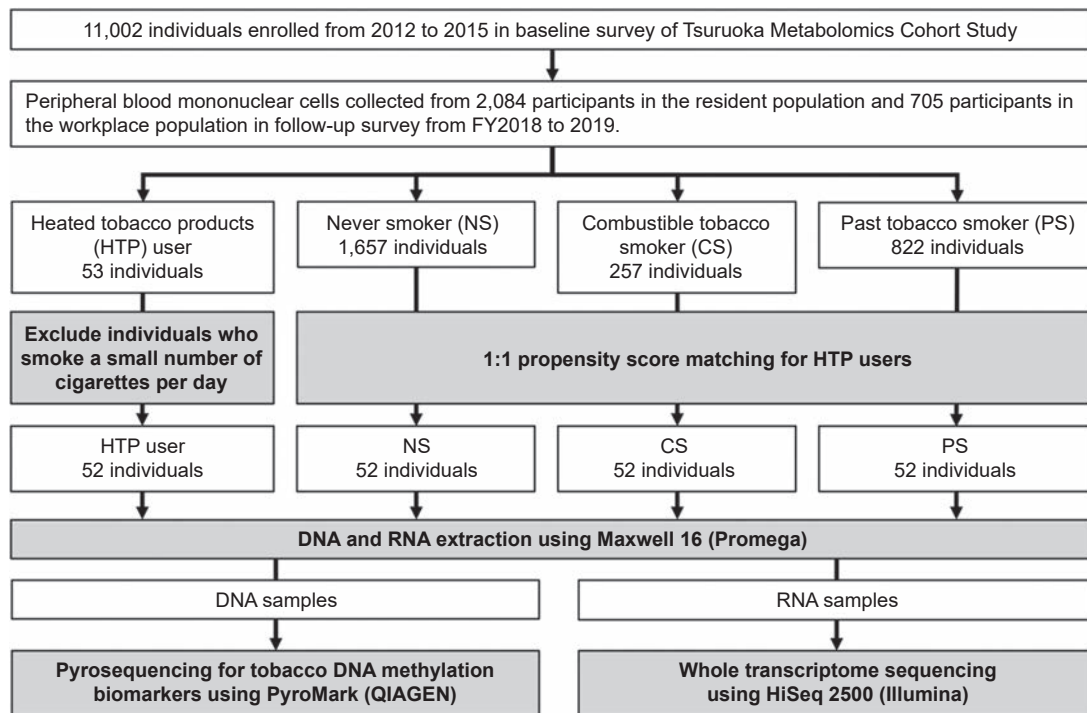 11,002 individuals enrolled from 2012 to 2015 in baseline survey of Tsuruoka Metabolomics Cohort Study
Peripheral blood mononuclear cells collected from 2,084 participants in the resident population and 705 participants in
the workplace population in follow-up survey from FY2018 to 2019.
Heated tobacco products
(HTP) user
53 individuals
Never smoker (NS)
1,657 individuals
Combustible tobacco
smoker (CS)
257 individuals
Past tobacco smoker (PS)
822 individuals
Exclude individuals who
smoke a small number of
cigarettes per day
1:1 propensity score matching for HTP users
HTP user
52 individuals
NS
52 individuals
CS
52 individuals
PS
52 individuals
DNA and RNA extraction using Maxwell 16 (Promega)
DNA samples
RNA samples
Pyrosequencing for tobacco DNA methylation
biomarkers using PyroMark (QIAGEN)
Whole transcriptome sequencing
using HiSeq 2500 (Illumina)